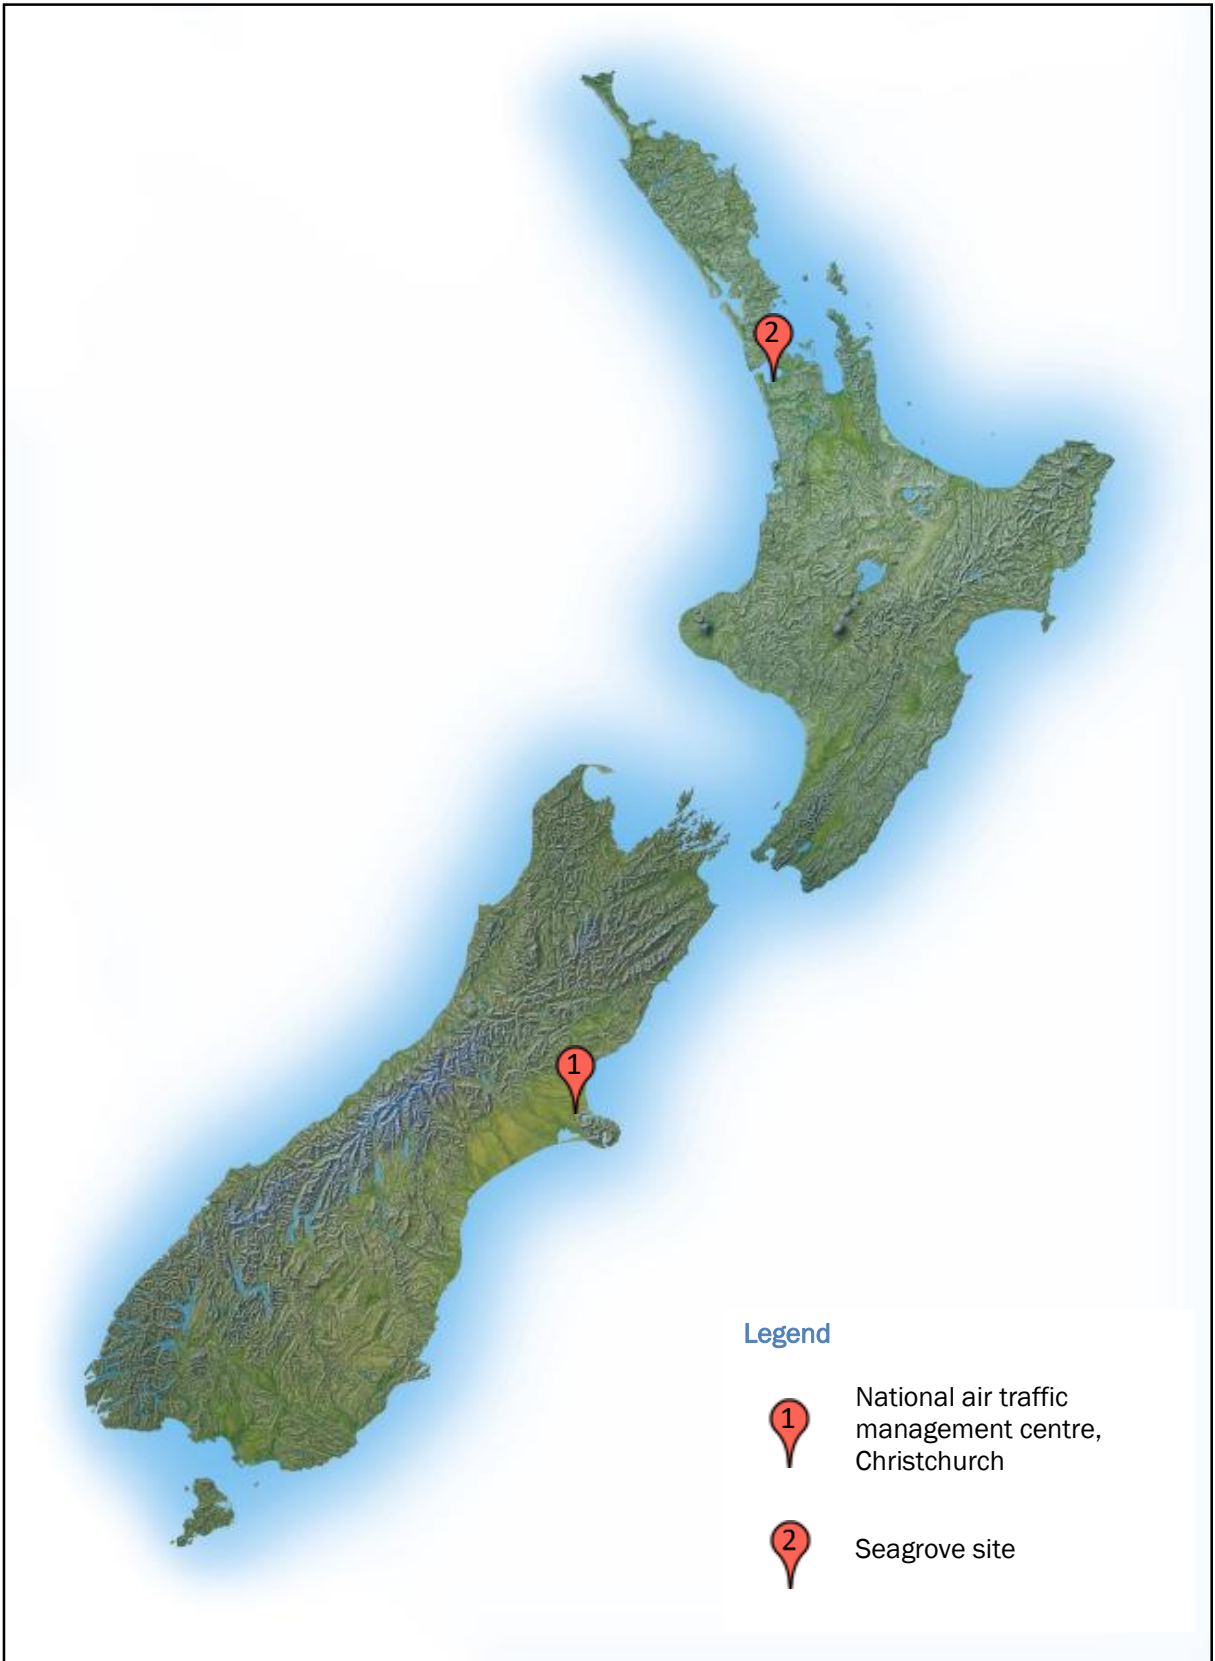 2
1
Legend
1
National air traffic
management centre,
Christchurch
2
Seagrove site